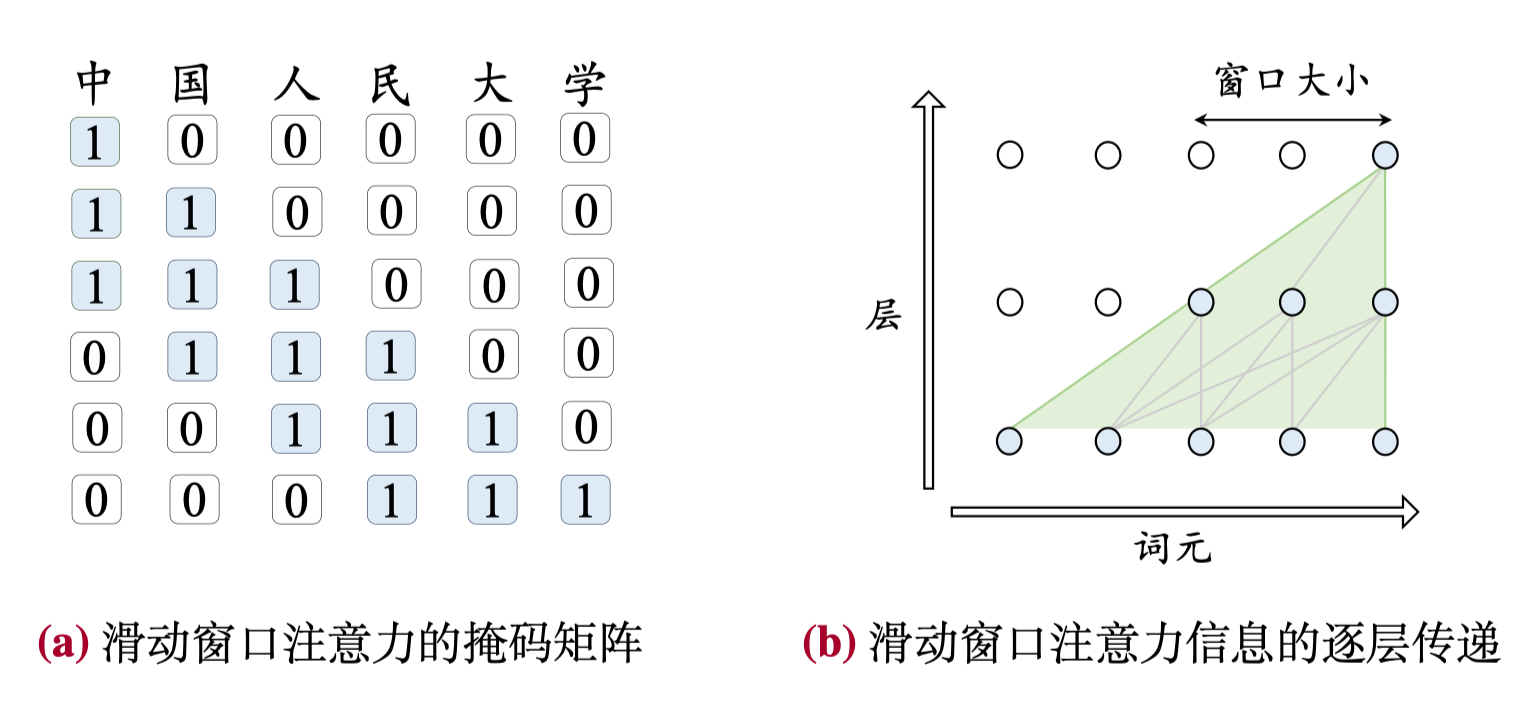 中 国 人 民 大 学
1 0 0 0 0 0
1 1 0 0 0 0
1 1 1 0 0 0
0 1 1 1 0 0
0 0 1 1 1 0
0 0 0 1 1 1
(a) 滑动窗口注意力的掩码矩阵
窗口大小
层
词元
(b) 滑动窗口注意力信息的逐层传递